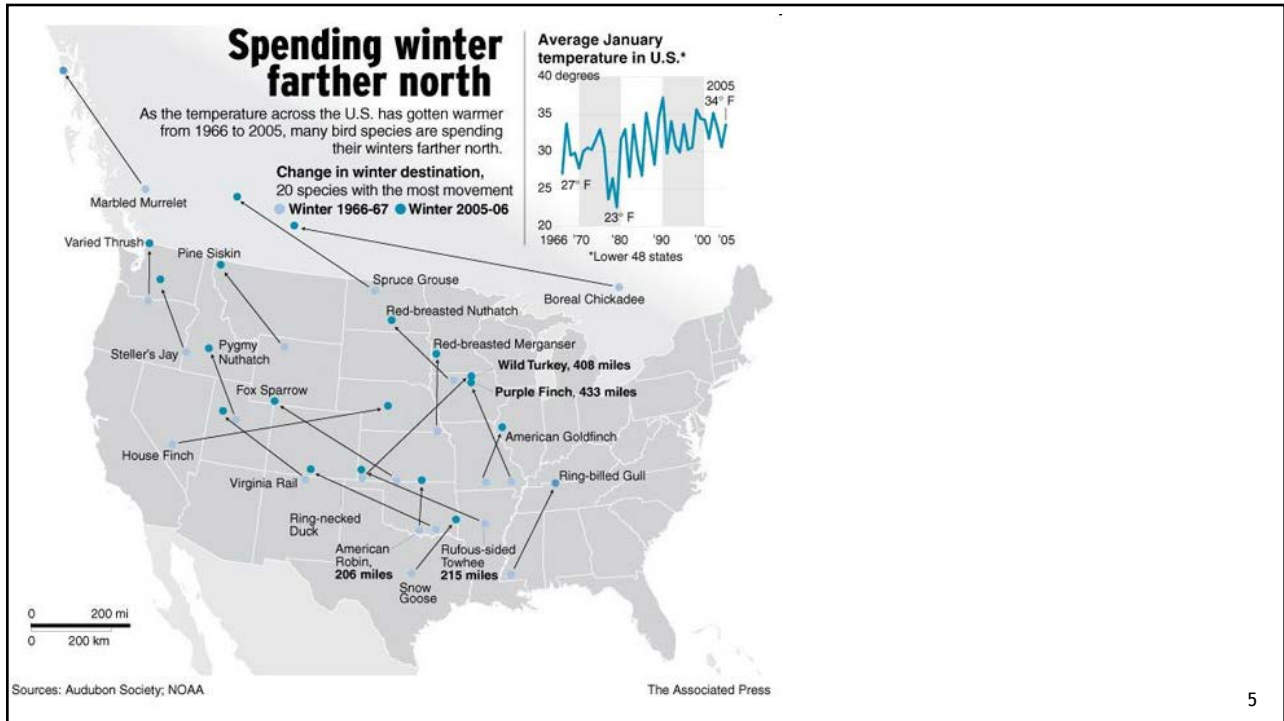 Spending winter
farther north
As the temperature across the U.S. has gotten warmer
from 1966 to 2005, many bird species are spending
their winters farther north.
Change in winter destination,
20 species with the most movement
Winter 1966-67 Winter 2005-06
Average January
temperature in U.S.*
40 degrees
2005
34° F
35
30
27° F
25
23° F
20
1966 '70 '80 '90 '00 '05
*Lower 48 states
Marbled Murrelet
Varied Thrush
Pine Siskin
Spruce Grouse
Boreal Chickadee
Red-breasted Nuthatch
Steller's Jay
Pygmy
Nuthatch
Red-breasted Merganser
Wild Turkey, 408 miles
Purple Finch, 433 miles
Fox Sparrow
American Goldfinch
House Finch
Virginia Rail
Ring-billed Gull
Ring-necked
Duck
American
Robin,
206 miles
Rufous-sided
Towhee
215 miles
Snow
Goose
0 200 mi
0 200 km
Sources: Audubon Society; NOAA
The Associated Press
5